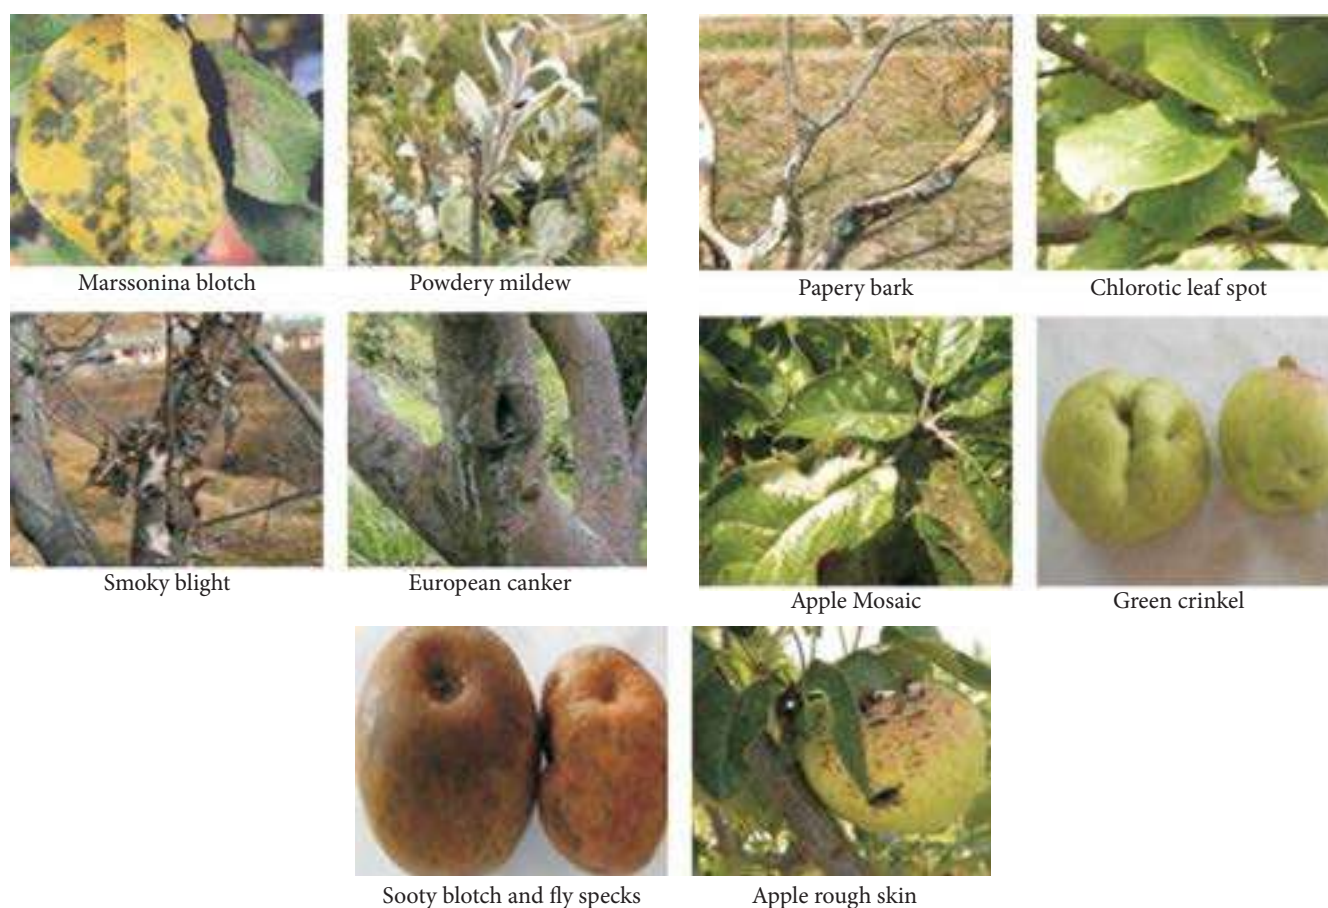 Marssonina blotch
Powdery mildew
Papery bark
Chlorotic leaf spot
Smoky blight
European canker
Apple Mosaic
Green crinkel
Sooty blotch and fly specks
Apple rough skin